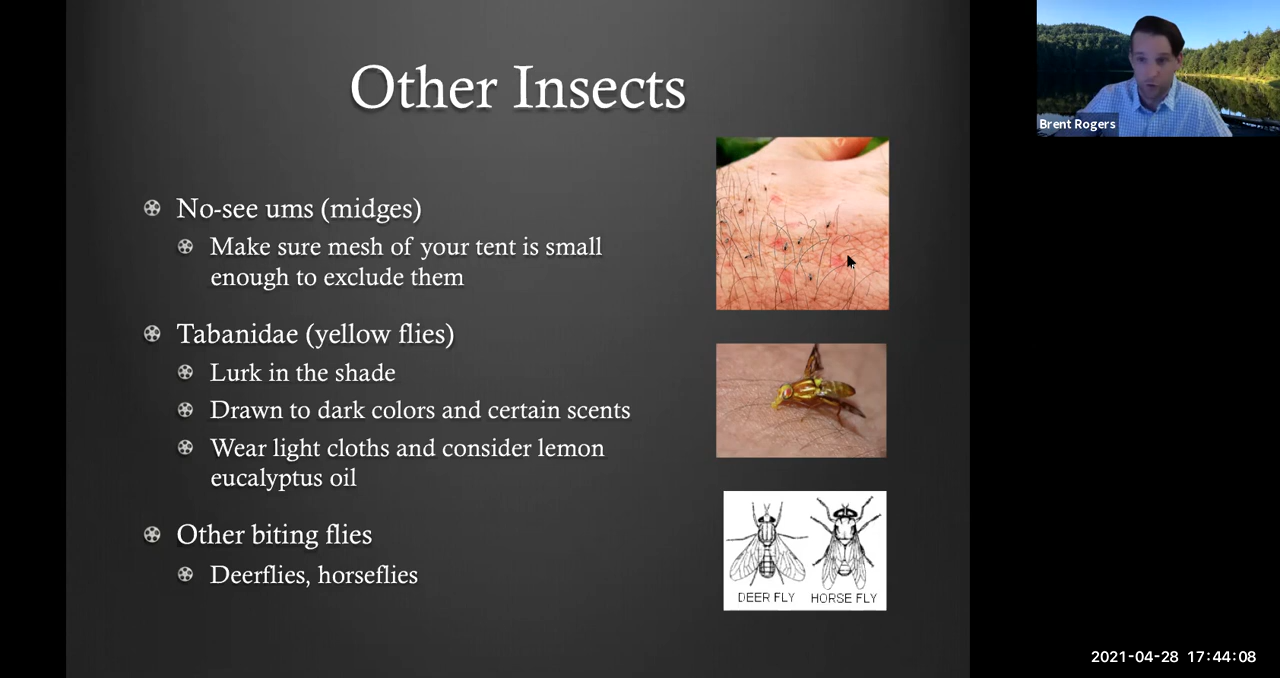 Other Insects
No-see ums (midges)
Make sure mesh of your tent is small
enough to exclude them
Tabanidae (yellow flies)
Lurk in the shade
Drawn to dark colors and certain scents
Wear light cloths and consider lemon
eucalyptus oil
Other biting flies
Deerflies, horseflies
DEER FLY HORSE FLY
Brent Rogers
2021-04-28 17:44:08